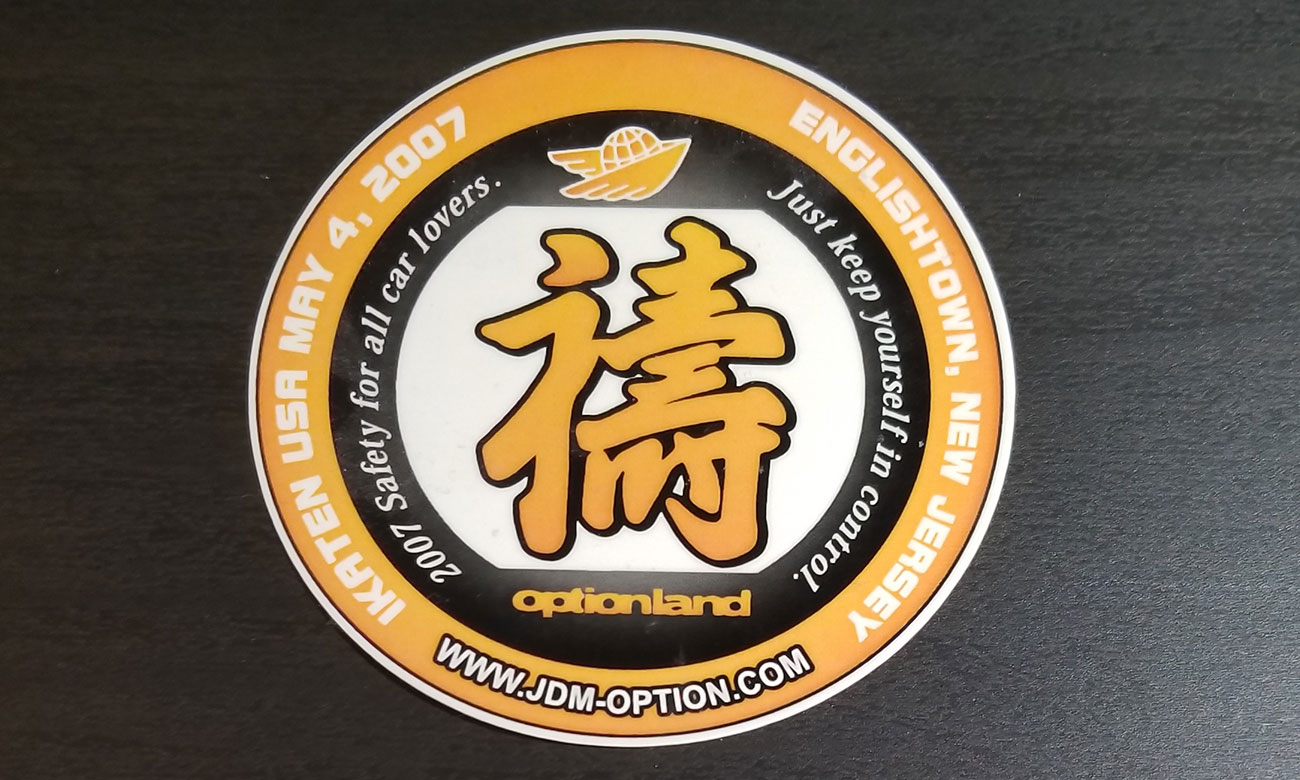 IKATEN USA MAY 4, 2007
ENGLISHTOWN, NEW JERSEY
2007 Safety for all car lovers.
Just keep yourself in control.
禱
optionland
WWW.JDM-OPTION.COM